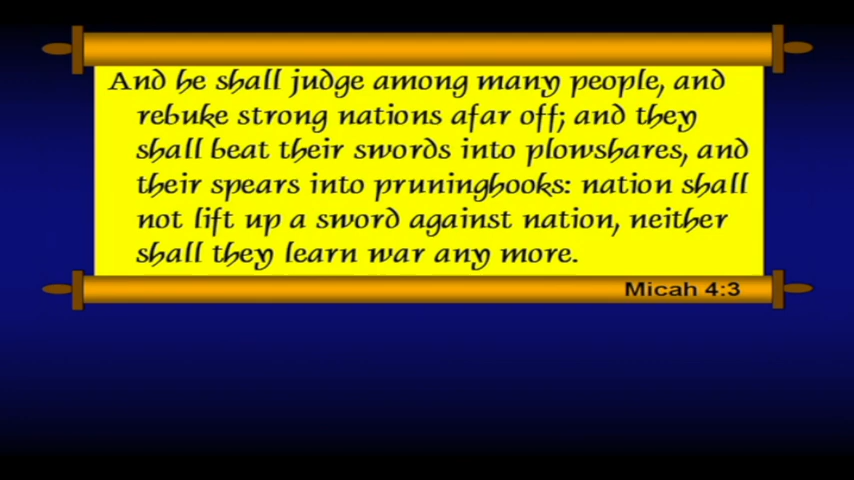 And he shall judge among many people, and
rebuke strong nations afar off; and they
shall beat their swords into plowshares, and
their spears into pruninghooks: nation shall
not lift up a sword against nation, neither
shall they learn war any more.
Micah 4:3